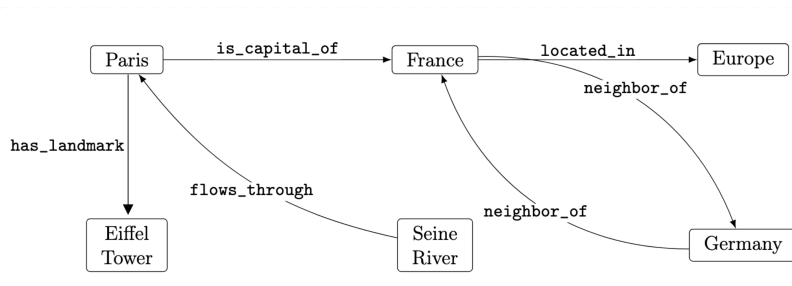 Paris
is_capital_of
France
located_in
Europe
neighbor_of
has_landmark
flows_through
neighbor_of
Eiffel
Tower
Seine
River
Germany